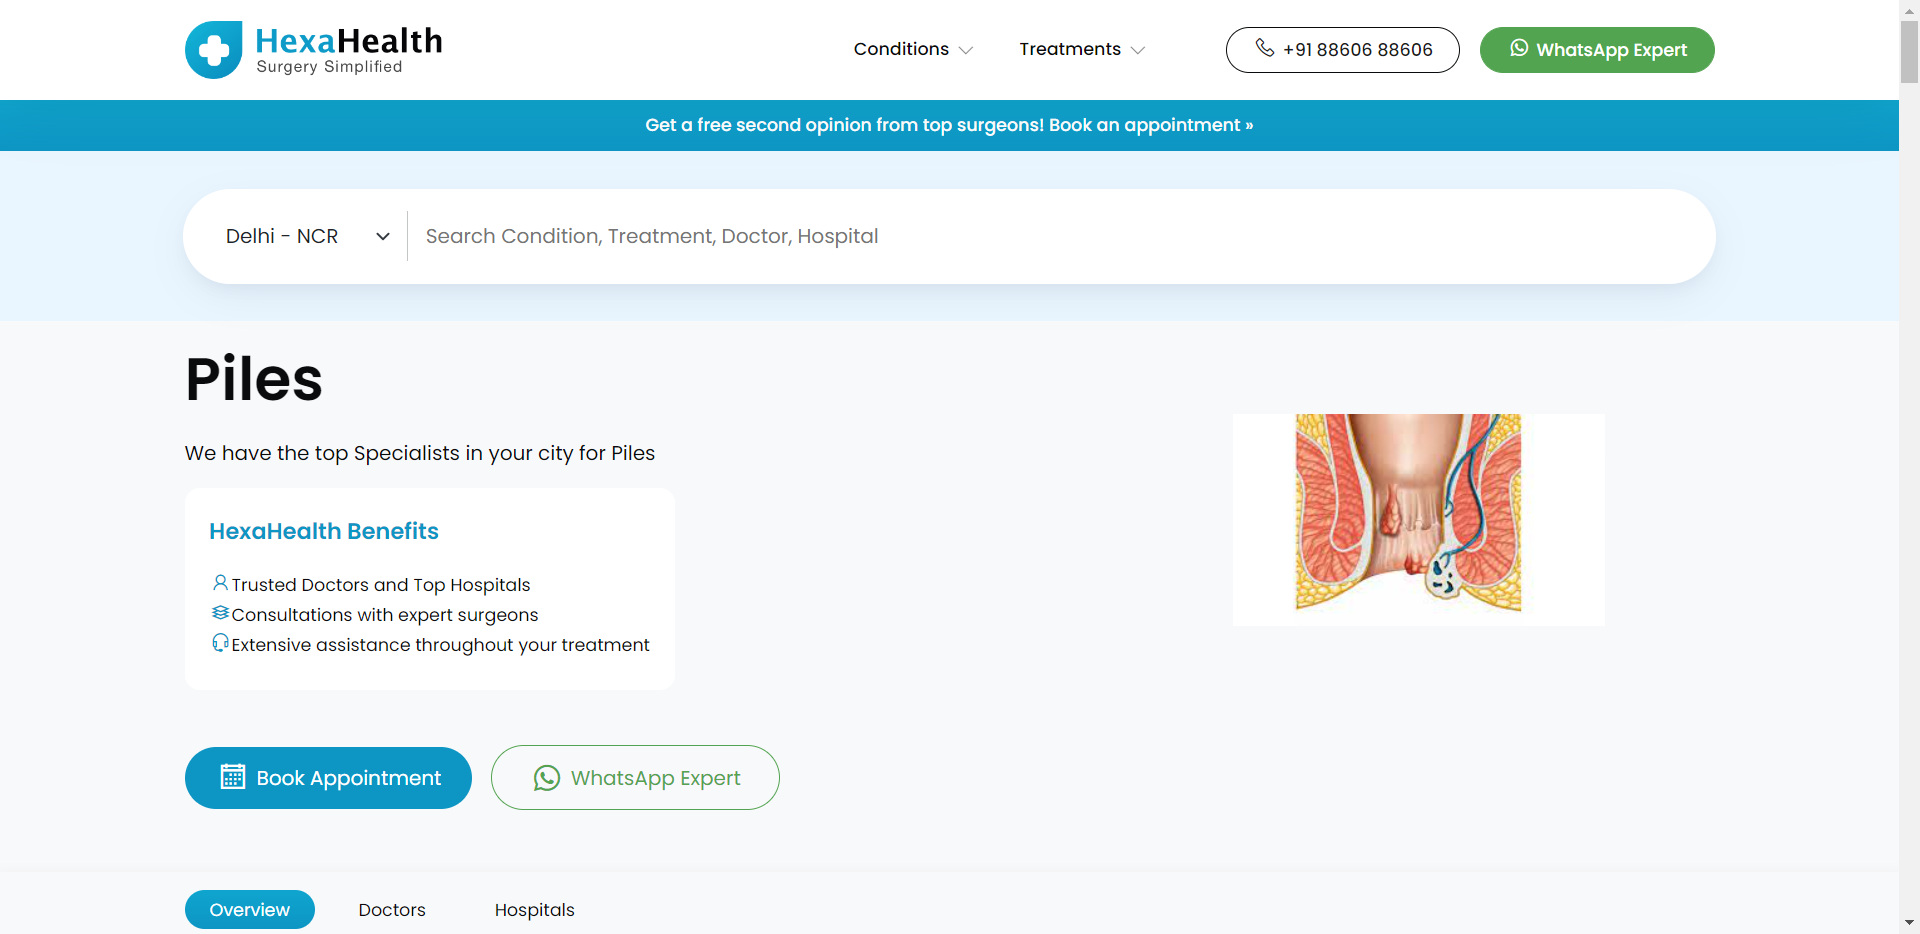 HexaHealth
Surgery Simplified
Conditions
Treatments
+91 88606 88606
WhatsApp Expert
Get a free second opinion from top surgeons! Book an appointment »
Delhi - NCR
Search Condition, Treatment, Doctor, Hospital
Piles
We have the top Specialists in your city for Piles
HexaHealth Benefits
Trusted Doctors and Top Hospitals
Consultations with expert surgeons
Extensive assistance throughout your treatment
Book Appointment
WhatsApp Expert
Overview
Doctors
Hospitals